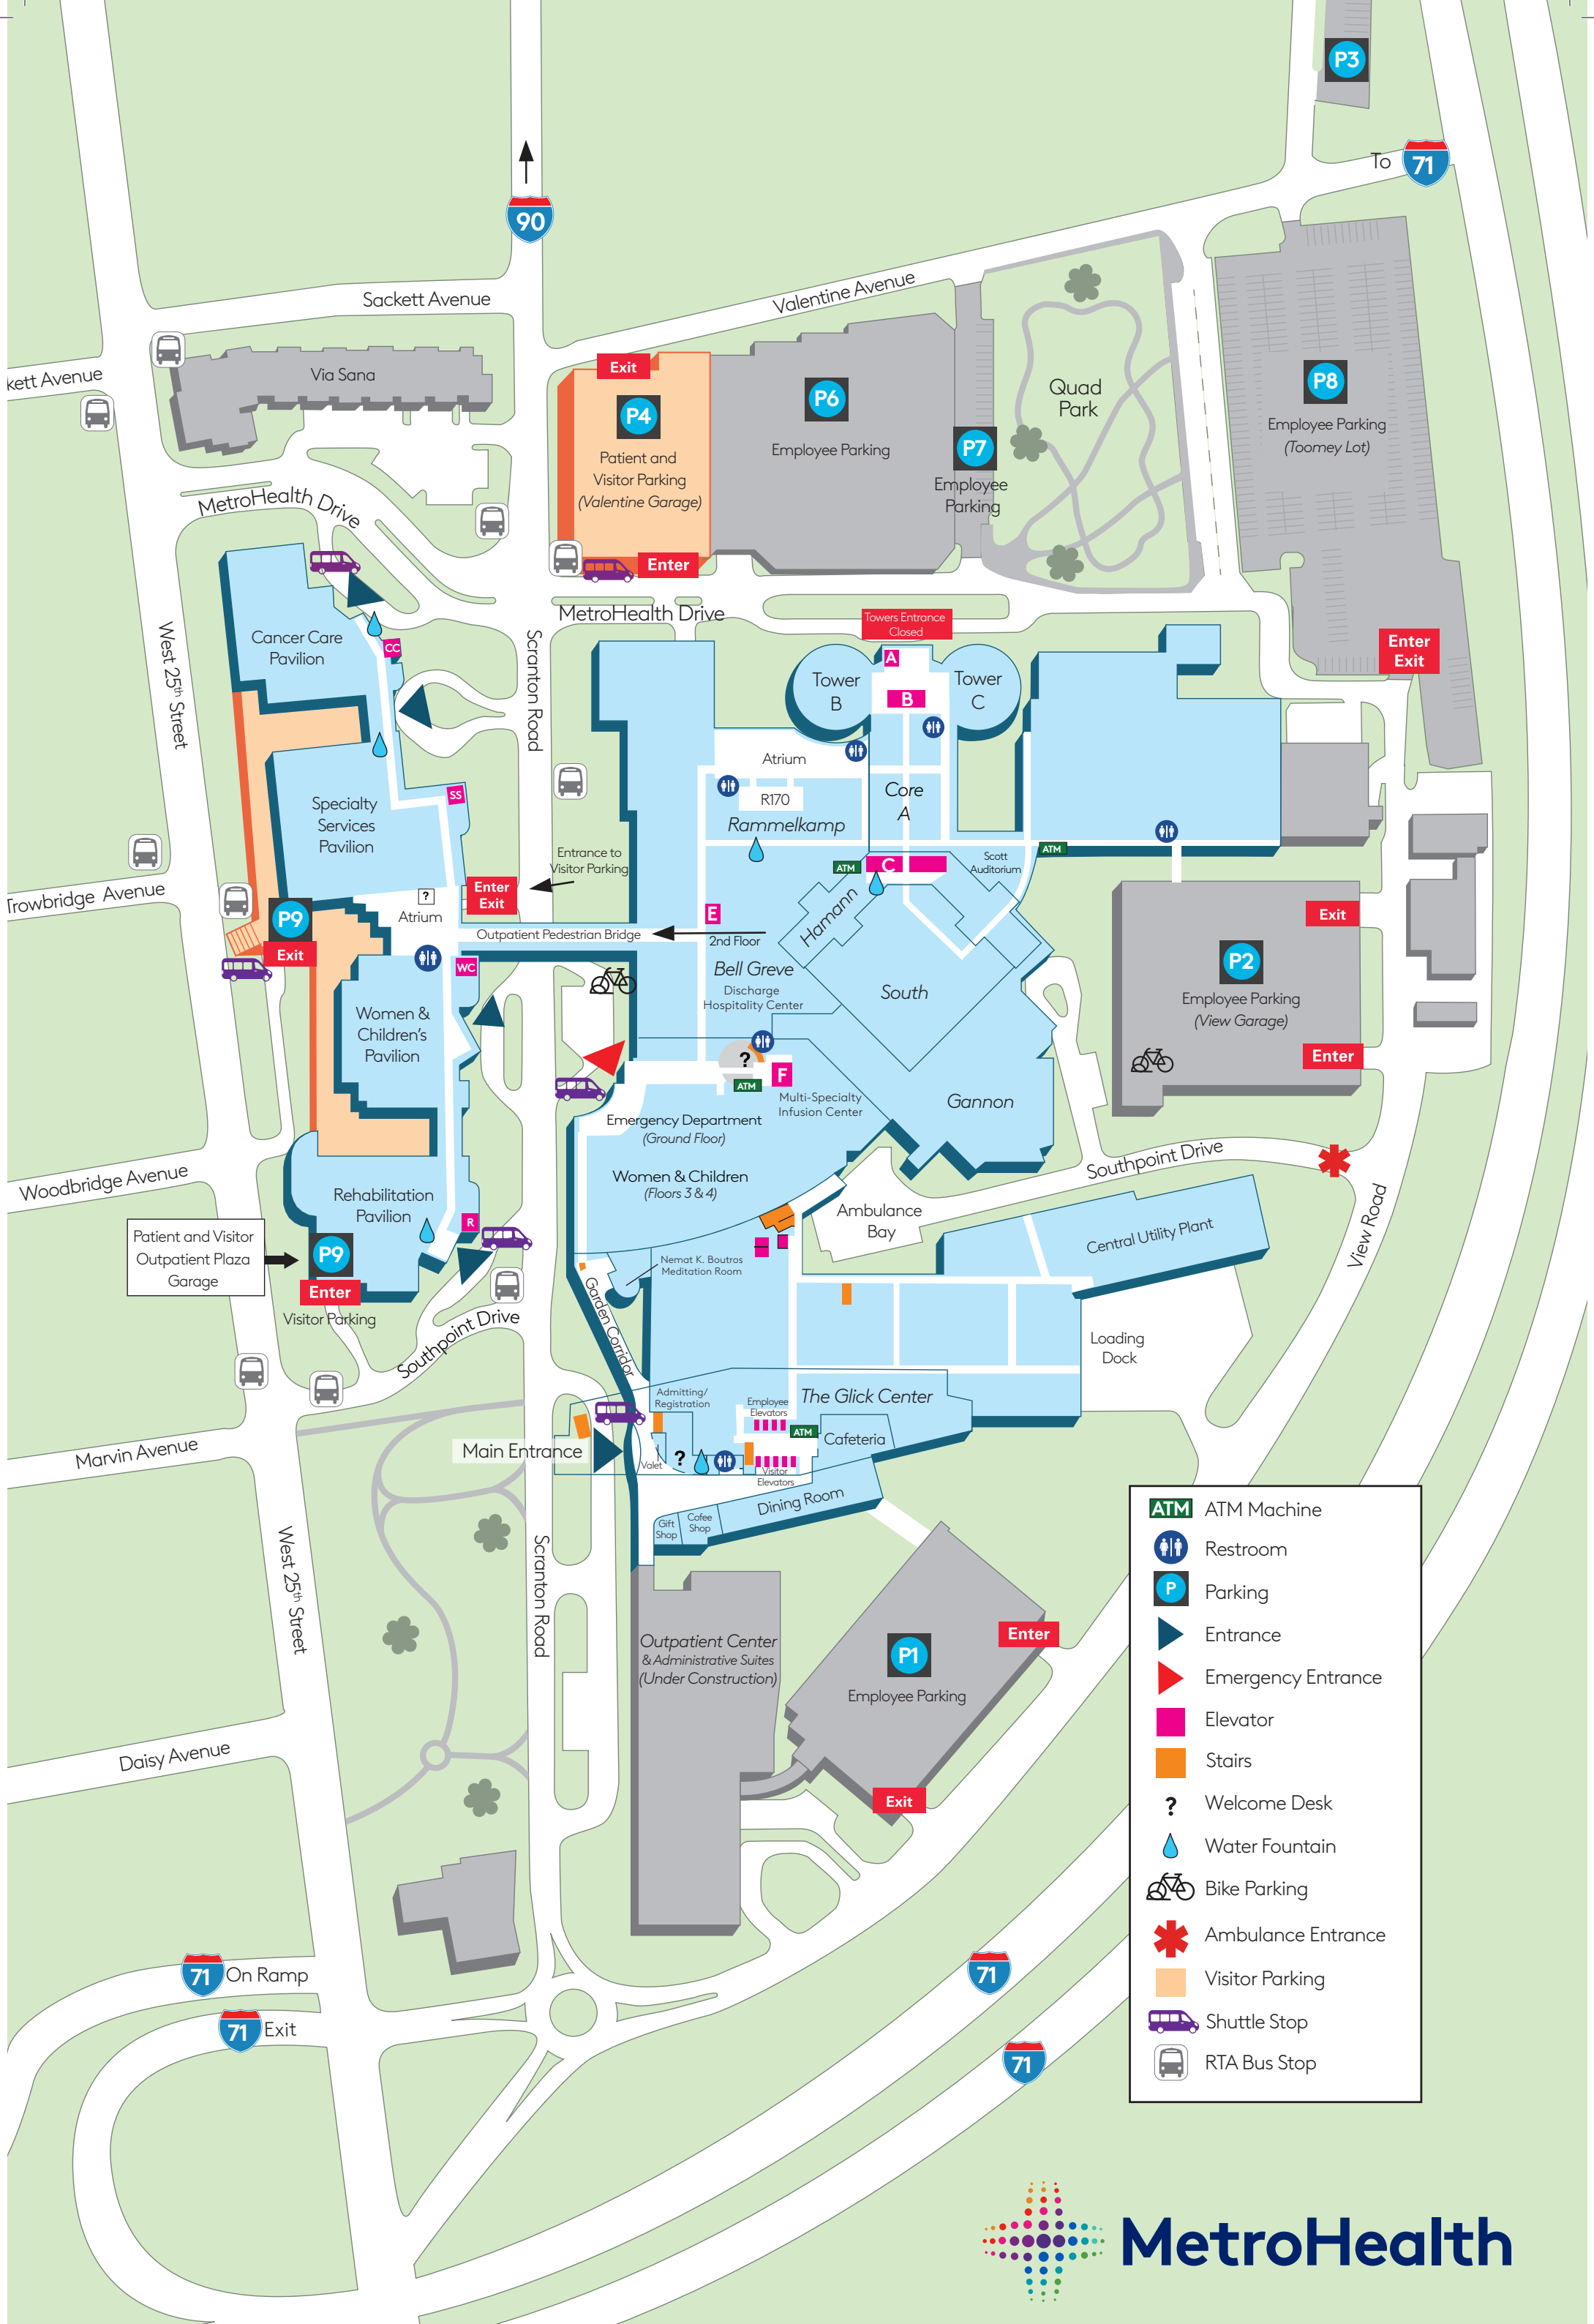 P3
To
71
90
Sackett Avenue
Valentine Avenue
kett Avenue
Via Sana
Exit
P4
Patient and
Visitor Parking
(Valentine Garage)
Enter
P6
Employee Parking
P7
Employee
Parking
Quad
Park
P8
Employee Parking
(Toomey Lot)
Enter
Exit
MetroHealth Drive
MetroHealth Drive
Towers Entrance
Closed
West 25th Street
Scranton Road
Cancer Care
Pavilion
CC
Tower
B
A
B
Tower
C
Atrium
R170
Rammelkamp
Core
A
Specialty
Services
Pavilion
SS
Entrance to
Visitor Parking
Enter
Exit
ATM
C
Scott
Auditorium
ATM
Trowbridge Avenue
?
Atrium
P9
Exit
Outpatient Pedestrian Bridge
2nd Floor
E
Hamann
Bell Greve
Discharge
Hospitality Center
South
Exit
P2
Employee Parking
(View Garage)
Enter
WC
Women &
Children's
Pavilion
?
ATM
F
Multi-Specialty
Infusion Center
Gannon
Emergency Department
(Ground Floor)
Women & Children
(Floors 3 & 4)
Southpoint Drive
View Road
Woodbridge Avenue
Rehabilitation
Pavilion
R
Ambulance
Bay
Central Utility Plant
Patient and Visitor
Outpatient Plaza
Garage
P9
Enter
Visitor Parking
Nemat K. Boutros
Meditation Room
Garden Corridor
Southpoint Drive
Loading
Dock
Admitting/
Registration
Employee
Elevators
The Glick Center
ATM
Cafeteria
Marvin Avenue
Main Entrance
Valet
?
Visitor
Elevators
Dining Room
Gift
Shop
Cofee
Shop
West 25th Street
Scranton Road
Outpatient Center
& Administrative Suites
(Under Construction)
P1
Employee Parking
Enter
Exit
Daisy Avenue
71
On Ramp
71
Exit
71
71
ATM
ATM Machine
Restroom
P
Parking
Entrance
Emergency Entrance
Elevator
Stairs
?
Welcome Desk
Water Fountain
Bike Parking
Ambulance Entrance
Visitor Parking
Shuttle Stop
RTA Bus Stop
MetroHealth